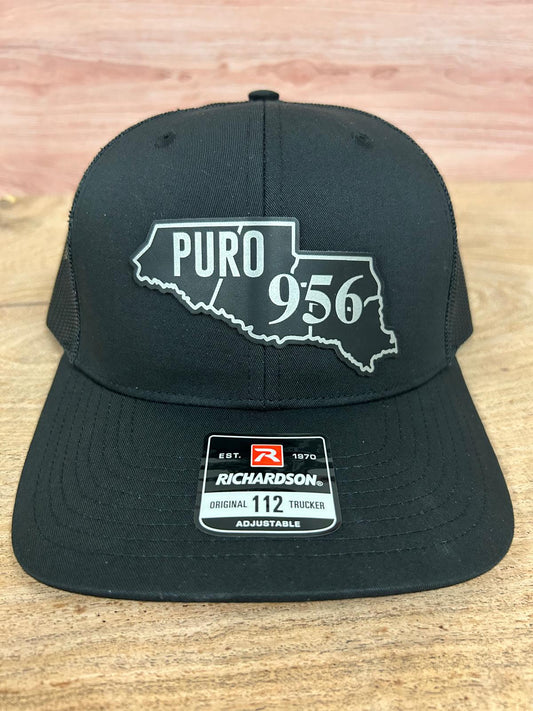 PURO
956
EST. R 1970
RICHARDSON®
ORIGINAL 112 TRUCKER
ADJUSTABLE